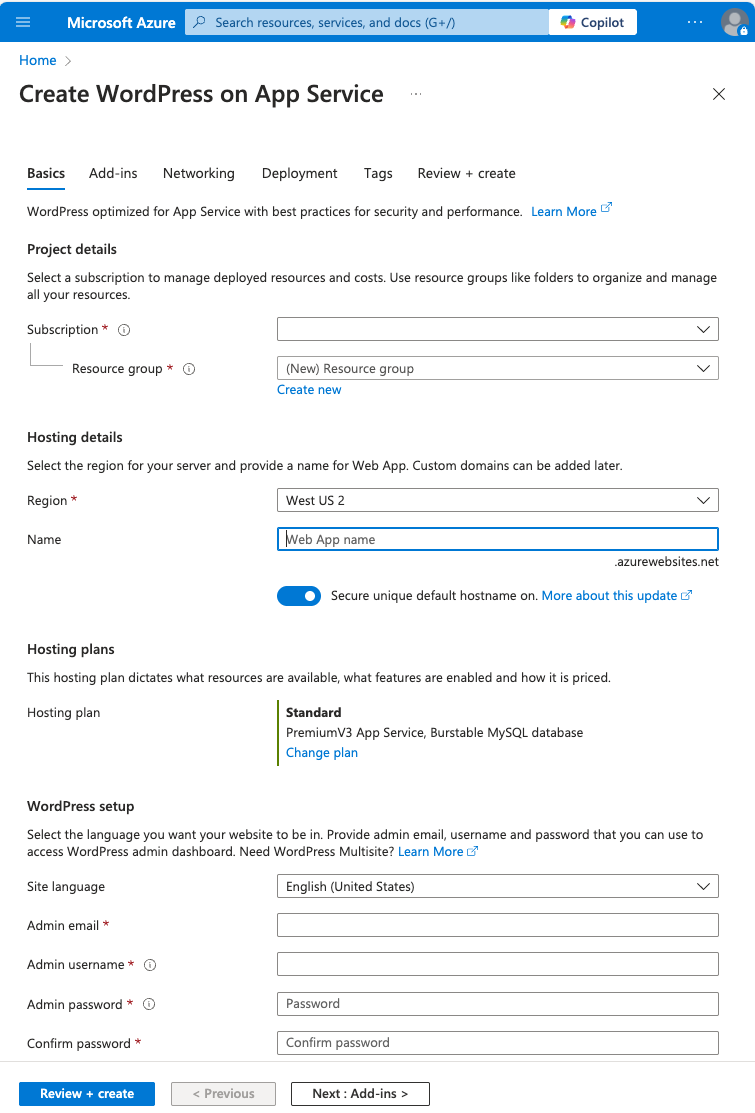 Microsoft Azure
Search resources, services, and docs (G+/)
Copilot
...
Home >
Create WordPress on App Service ...
Basics Add-ins Networking Deployment Tags Review + create
WordPress optimized for App Service with best practices for security and performance. Learn More
Project details
Select a subscription to manage deployed resources and costs. Use resource groups like folders to organize and manage
all your resources.
Subscription *
Resource group *
(New) Resource group
Create new
Hosting details
Select the region for your server and provide a name for Web App. Custom domains can be added later.
Region *
West US 2
Name
Web App name
.azurewebsites.net
Secure unique default hostname on. More about this update
Hosting plans
This hosting plan dictates what resources are available, what features are enabled and how it is priced.
Hosting plan
Standard
PremiumV3 App Service, Burstable MySQL database
Change plan
WordPress setup
Select the language you want your website to be in. Provide admin email, username and password that you can use to
access WordPress admin dashboard. Need WordPress Multisite? Learn More
Site language
English (United States)
Admin email *
Admin username *
Admin password *
Password
Confirm password *
Confirm password
Review + create
< Previous
Next : Add-ins >